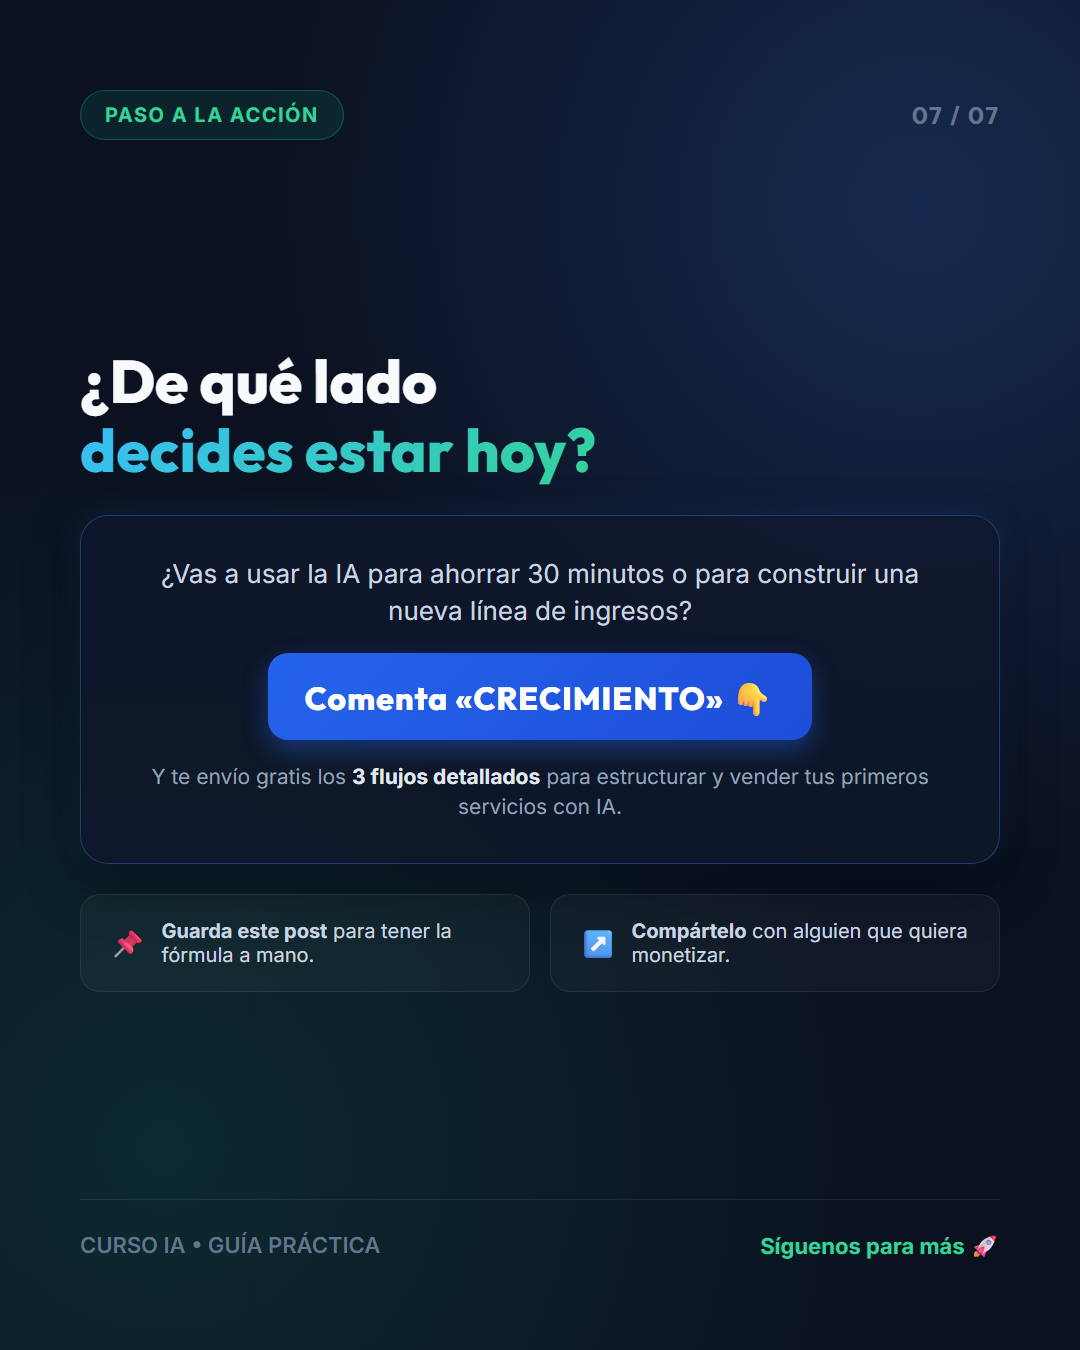 PASO A LA ACCIÓN
07 / 07
¿De qué lado
decides estar hoy?
¿Vas a usar la IA para ahorrar 30 minutos o para construir una
nueva línea de ingresos?
Comenta «CRECIMIENTO» 👇
Y te envío gratis los 3 flujos detallados para estructurar y vender tus primeros
servicios con IA.
📌 Guarda este post para tener la
fórmula a mano.
↗️ Compártelo con alguien que quiera
monetizar.
CURSO IA • GUÍA PRÁCTICA
Síguenos para más 🚀